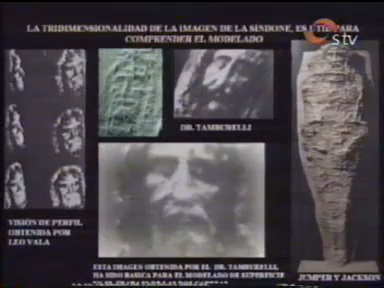 LA TRIDIMENSIONALIDAD DE LA IMAGEN DE LA SÍNDONE, ES UTIL PARA
COMPRENDER EL MODELADO
stv
DR. TAMBURELLI
VISIÓN DE PERFIL
OBTENIDA POR
LEO VALA
ESTA IMAGEN OBTENIDA POR EL DR. TAMBURELLI,
HA SIDO BASICA PARA EL MODELADO DE SUPERFICIE
JUMPER Y JACKSON